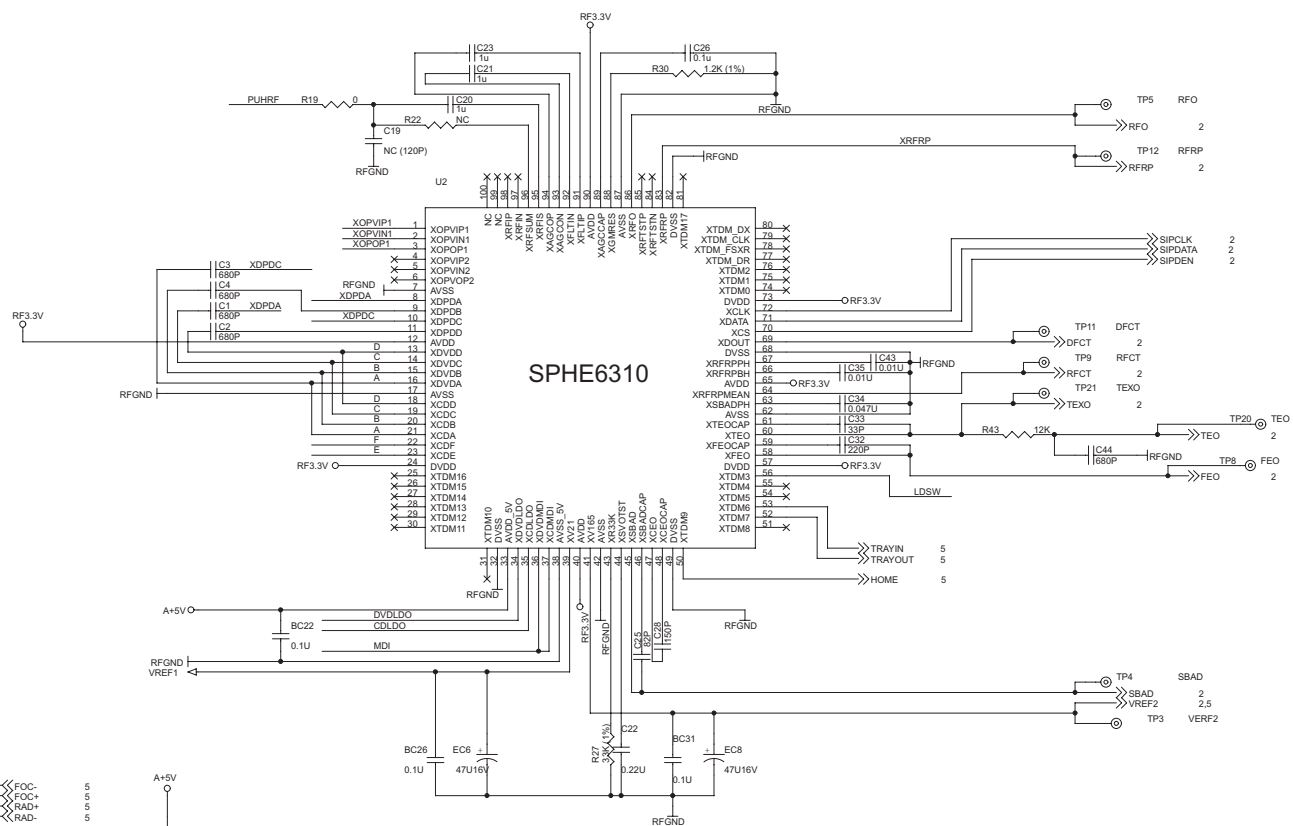 RF3.3V
C23
1u
C21
1u
C26
0.1u
R30 1.2K (1%)
PUHRF R19 0
C20
1u
R22 NC
C19
NC (120P)
RFGND
RFGND
TP5 RFO
RFO 2
XRFRP
TP12 RFRP
RFRP 2
RFGND
U2
100 99 98 97 96 95 94 93 92 91 90 89 88 87 86 85 84 83 82 81
NC NC XRFIP XRFIN XRFSUM XRFIS XAGCOP XAGCON XFLTIN XFLTIP AVDD XAGCCAP XGMRES AVSS XRFO XRFTSTP XRFTSTN XRFRP DVSS XTDM17
XOPVIP1 1 XOPVIP1
XOPVIN1 2 XOPVIN1
XOPOP1 3 XOPOP1
4 XOPVIP2
5 XOPVIN2
6 XOPVOP2
RFGND 7 AVSS
XDPDA 8 XDPDA
9 XDPDB
XDPDC 10 XDPDC
11 XDPDD
12 AVDD
D 13 XDVDD
C 14 XDVDC
B 15 XDVDB
A 16 XDVDA
RFGND 17 AVSS
D 18 XCDD
C 19 XCDC
B 20 XCDB
A 21 XCDA
F 22 XCDF
E 23 XCDE
RF3.3V 24 DVDD
25 XTDM16
26 XTDM15
27 XTDM14
28 XTDM13
29 XTDM12
30 XTDM11
C3 XDPDC
680P
C4
680P
C1 XDPDA
680P
C2
680P
RF3.3V
SPHE6310
XTDM_DX 80
XTDM_CLK 79
XTDM_FSXR 78
XTDM_DR 77
XTDM2 76
XTDM1 75
XTDM0 74
DVDD 73 RF3.3V
XCLK 72
XDATA 71
XCS 70
XDOUT 69
DVSS 68
XRFRPPH 67
XRFRPBH 66
AVDD 65 RF3.3V
XRFRPMEAN 64
XSBADPH 63
AVSS 62
XTEOCAP 61
XTEO 60
XFEOCAP 59
XFEO 58
DVDD 57 RF3.3V
XTDM3 56
XTDM4 55
XTDM5 54
XTDM6 53
XTDM7 52
XTDM8 51
SIPCLK 2
SIPDATA 2
SIPDEN 2
TP11 DFCT
DFCT 2
TP9 RFCT
RFCT 2
TP21 TEXO
TEXO 2
C43
0.01U
RFGND
C35
0.01U
C34
0.047U
C33
33P
C32
220P
R43 12K
TP20 TEO
TEO 2
C44
680P
RFGND
TP8 FEO
FEO 2
LDSW
TRAYIN 5
TRAYOUT 5
HOME 5
XTDM10 DVSS AVDD_5V XDVDLDO XCDLDO XDVDMDI XCDMDI AVSS_5V XV21 AVDD XV165 AVSS XR33K XSVOTST XSBAD XSBADCAP XCEO XCEOCAP DVSS XTDM9
31 32 33 34 35 36 37 38 39 40 41 42 43 44 45 46 47 48 49 50
RFGND
A+5V
BC22
0.1U
DVDLDO
CDLDO
MDI
RFGND
VREF1
RF3.3V
RFGND
C25
82P
C28
150P
RFGND
TP4 SBAD
SBAD 2
VREF2 2,5
TP3 VERF2
BC26
0.1U
EC6
+
47U16V
R27
33K (1%)
C22
0.22U
BC31
0.1U
EC8
+
47U16V
RFGND
A+5V
FOC- 5
FOC+ 5
RAD+ 5
RAD- 5